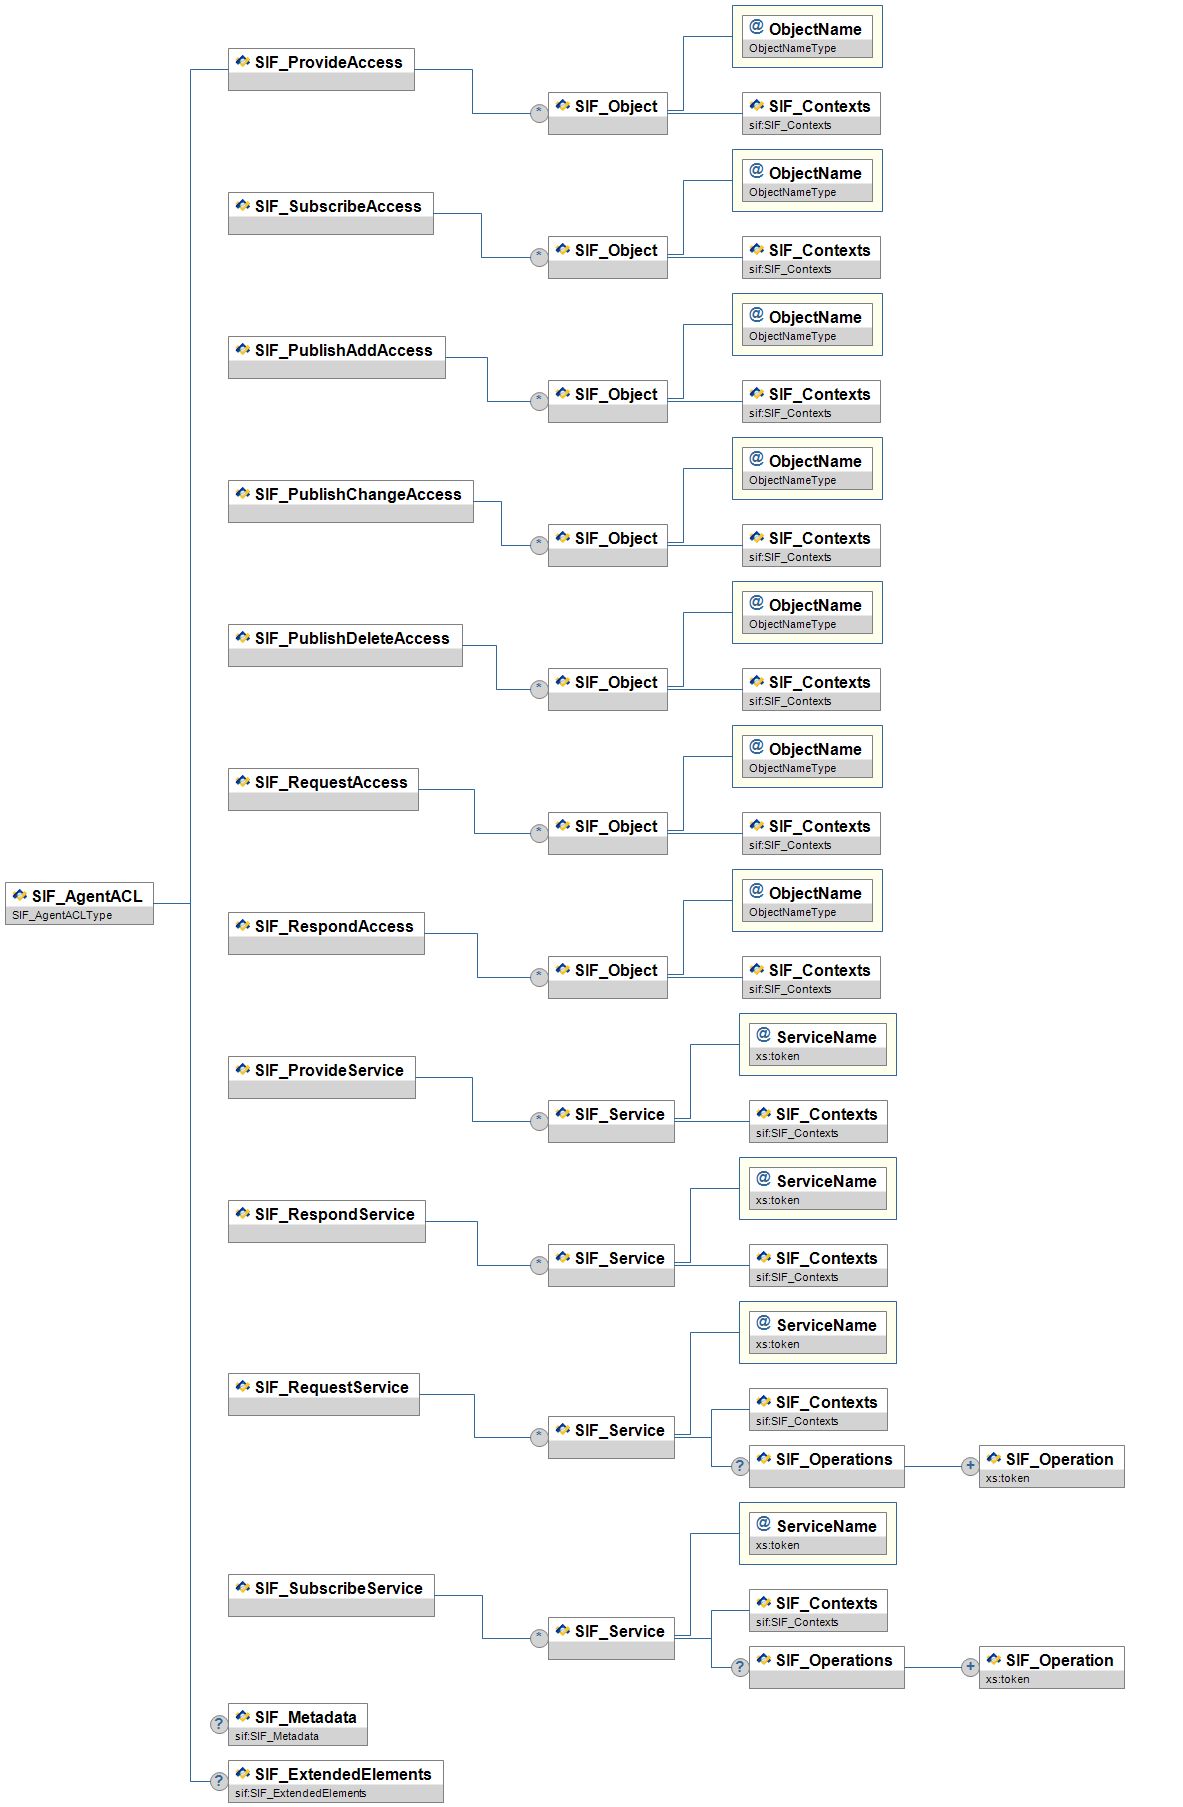 @ ObjectName
ObjectNameType
SIF_ProvideAccess
* SIF_Object
SIF_Contexts
sif:SIF_Contexts
@ ObjectName
ObjectNameType
SIF_SubscribeAccess
* SIF_Object
SIF_Contexts
sif:SIF_Contexts
@ ObjectName
ObjectNameType
SIF_PublishAddAccess
* SIF_Object
SIF_Contexts
sif:SIF_Contexts
@ ObjectName
ObjectNameType
SIF_PublishChangeAccess
* SIF_Object
SIF_Contexts
sif:SIF_Contexts
@ ObjectName
ObjectNameType
SIF_PublishDeleteAccess
* SIF_Object
SIF_Contexts
sif:SIF_Contexts
@ ObjectName
ObjectNameType
SIF_RequestAccess
* SIF_Object
SIF_Contexts
sif:SIF_Contexts
SIF_AgentACL
SIF_AgentACLType
@ ObjectName
ObjectNameType
SIF_RespondAccess
* SIF_Object
SIF_Contexts
sif:SIF_Contexts
@ ServiceName
xs:token
SIF_ProvideService
* SIF_Service
SIF_Contexts
sif:SIF_Contexts
@ ServiceName
xs:token
SIF_RespondService
* SIF_Service
SIF_Contexts
sif:SIF_Contexts
@ ServiceName
xs:token
SIF_RequestService
* SIF_Service
SIF_Contexts
sif:SIF_Contexts
? SIF_Operations
+ SIF_Operation
xs:token
@ ServiceName
xs:token
SIF_SubscribeService
* SIF_Service
SIF_Contexts
sif:SIF_Contexts
? SIF_Operations
+ SIF_Operation
xs:token
? SIF_Metadata
sif:SIF_Metadata
? SIF_ExtendedElements
sif:SIF_ExtendedElements